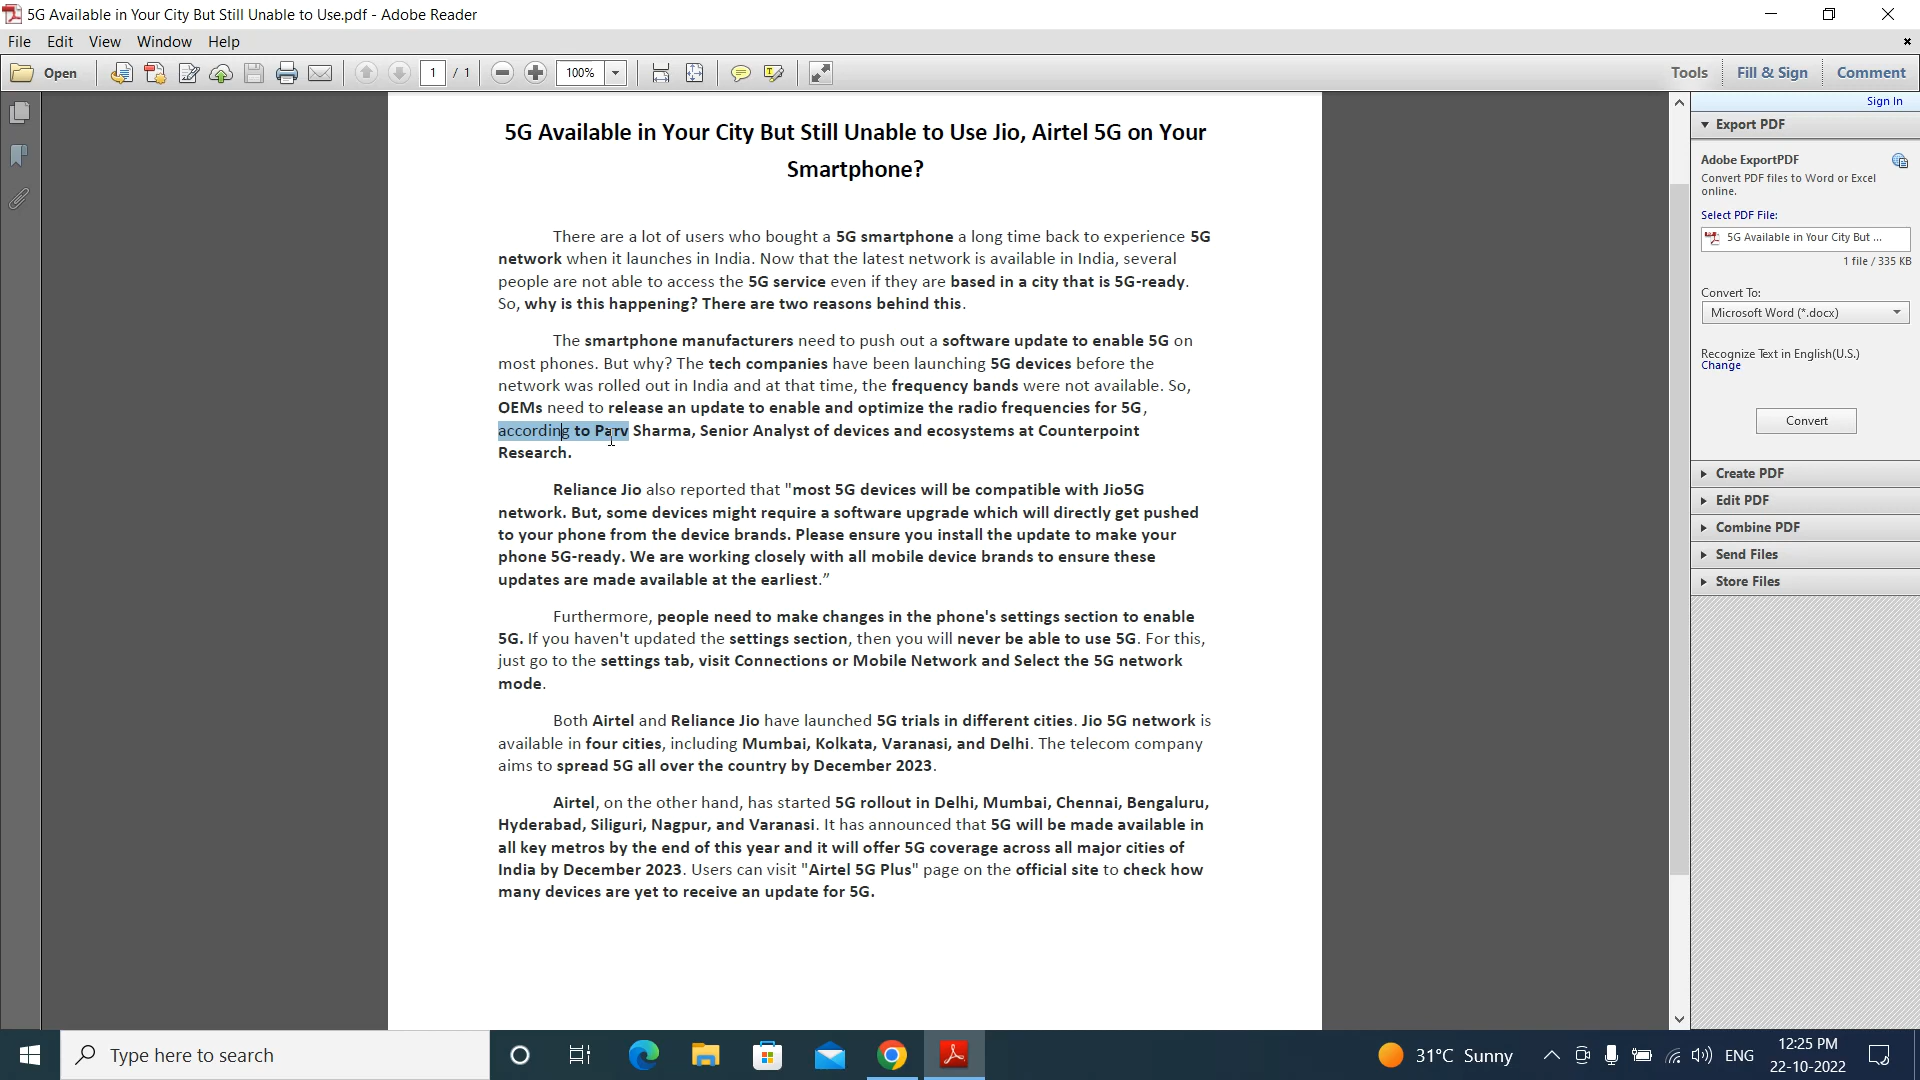 5G Available in Your City But Still Unable to Use.pdf - Adobe Reader
File Edit View Window Help
Open 1 / 1 100% Tools Fill & Sign Comment
Sign In
5G Available in Your City But Still Unable to Use Jio, Airtel 5G on Your
Smartphone?
There are a lot of users who bought a 5G smartphone a long time back to experience 5G
network when it launches in India. Now that the latest network is available in India, several
people are not able to access the 5G service even if they are based in a city that is 5G-ready.
So, why is this happening? There are two reasons behind this.
The smartphone manufacturers need to push out a software update to enable 5G on
most phones. But why? The tech companies have been launching 5G devices before the
network was rolled out in India and at that time, the frequency bands were not available. So,
OEMs need to release an update to enable and optimize the radio frequencies for 5G,
according to Parv Sharma, Senior Analyst of devices and ecosystems at Counterpoint
Research.
Reliance Jio also reported that "most 5G devices will be compatible with Jio5G
network. But, some devices might require a software upgrade which will directly get pushed
to your phone from the device brands. Please ensure you install the update to make your
phone 5G-ready. We are working closely with all mobile device brands to ensure these
updates are made available at the earliest.”
Furthermore, people need to make changes in the phone's settings section to enable
5G. If you haven't updated the settings section, then you will never be able to use 5G. For this,
just go to the settings tab, visit Connections or Mobile Network and Select the 5G network
mode.
Both Airtel and Reliance Jio have launched 5G trials in different cities. Jio 5G network is
available in four cities, including Mumbai, Kolkata, Varanasi, and Delhi. The telecom company
aims to spread 5G all over the country by December 2023.
Airtel, on the other hand, has started 5G rollout in Delhi, Mumbai, Chennai, Bengaluru,
Hyderabad, Siliguri, Nagpur, and Varanasi. It has announced that 5G will be made available in
all key metros by the end of this year and it will offer 5G coverage across all major cities of
India by December 2023. Users can visit "Airtel 5G Plus" page on the official site to check how
many devices are yet to receive an update for 5G.
Export PDF
Adobe ExportPDF
Convert PDF files to Word or Excel
online.
Select PDF File:
5G Available in Your City But ...
1 file / 335 KB
Convert To:
Microsoft Word (*.docx)
Recognize Text in English(U.S.)
Change
Convert
Create PDF
Edit PDF
Combine PDF
Send Files
Store Files
Type here to search
31°C Sunny
ENG
12:25 PM
22-10-2022